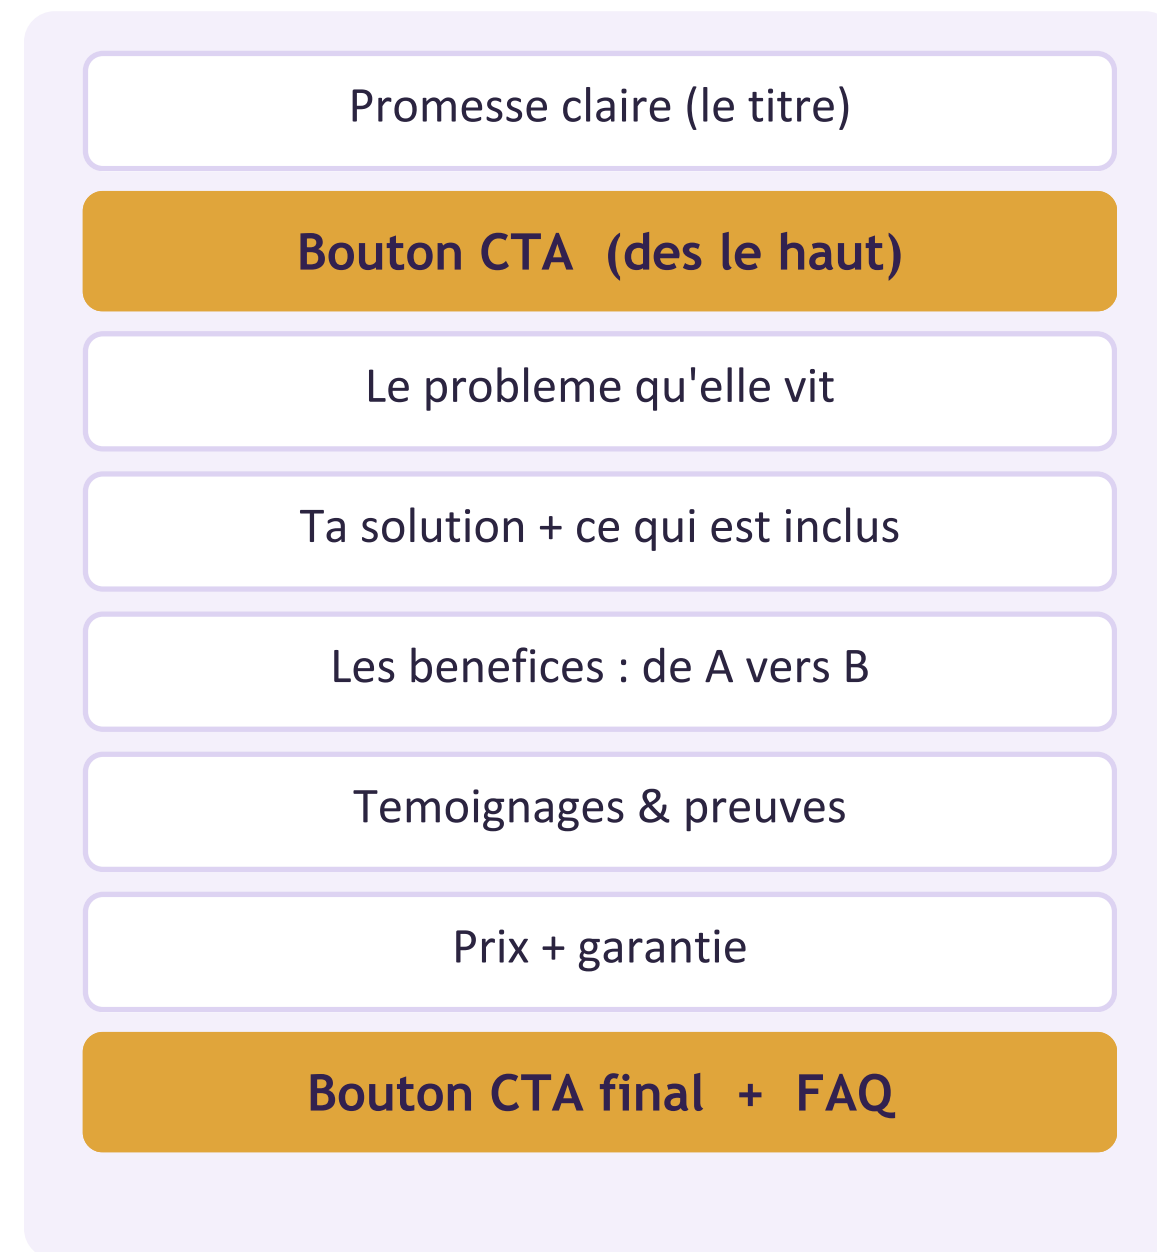 Promesse claire (le titre)
Bouton CTA (des le haut)
Le probleme qu'elle vit
Ta solution + ce qui est inclus
Les benefices : de A vers B
Temoignages & preuves
Prix + garantie
Bouton CTA final + FAQ